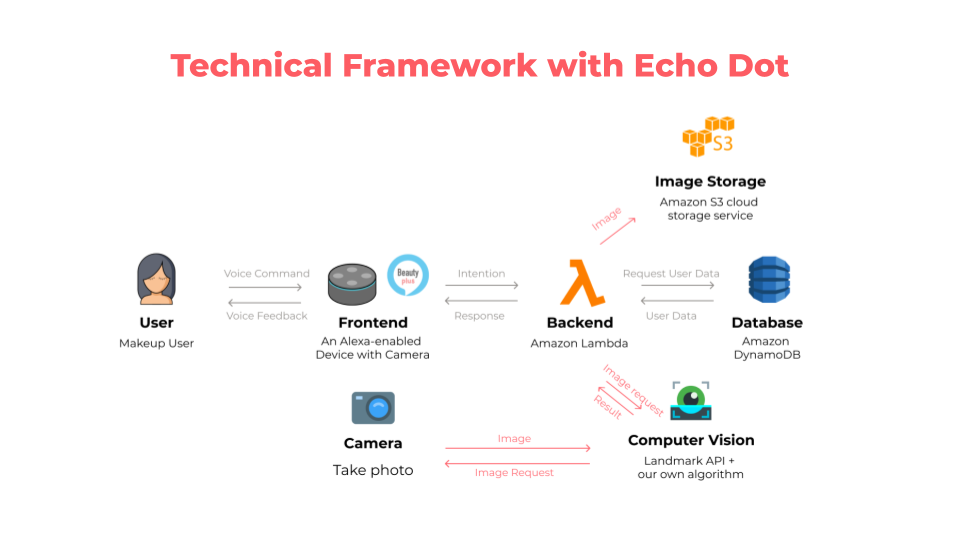 Technical Framework with Echo Dot
S3
Image Storage
Amazon S3 cloud
storage service
Image
Voice Command
Voice Feedback
Beauty
plus
Intention
Response
Request User Data
User Data
User
Makeup User
Frontend
An Alexa-enabled
Device with Camera
Backend
Amazon Lambda
Database
Amazon
DynamoDB
Image request
Result
Camera
Take photo
Image
Image Request
Computer Vision
Landmark API +
our own algorithm